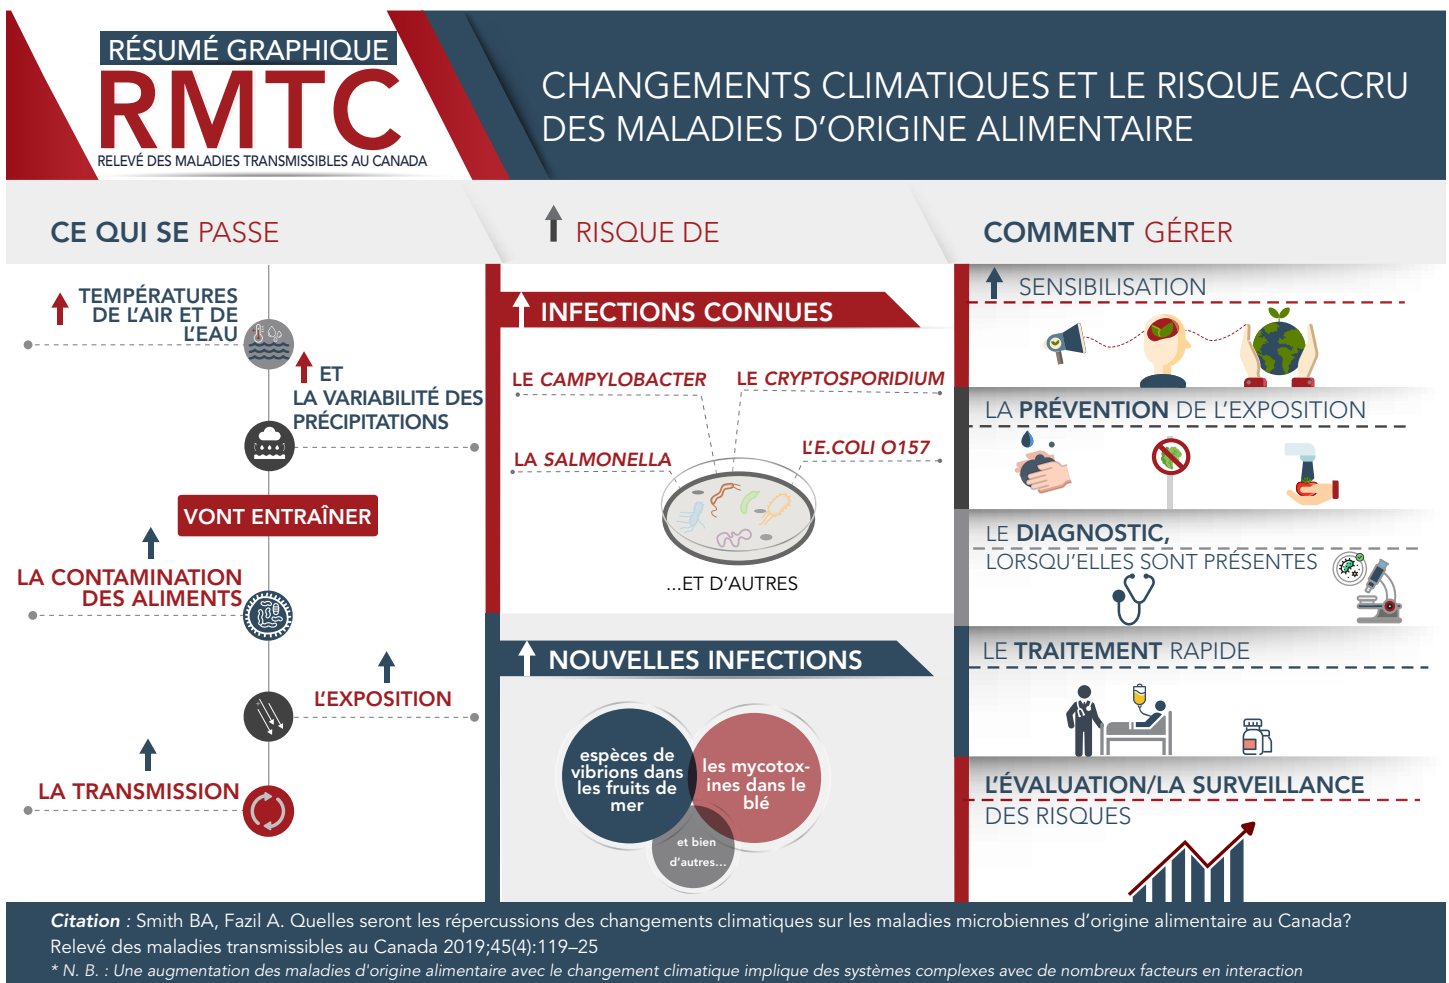 RÉSUMÉ GRAPHIQUE
RMTC
RELEVÉ DES MALADIES TRANSMISSIBLES AU CANADA
CHANGEMENTS CLIMATIQUES ET LE RISQUE ACCRU
DES MALADIES D'ORIGINE ALIMENTAIRE
CE QUI SE PASSE
TEMPÉRATURES
DE L'AIR ET DE
L'EAU
ET
LA VARIABILITÉ DES
PRÉCIPITATIONS
VONT ENTRAÎNER
LA CONTAMINATION
DES ALIMENTS
L'EXPOSITION
LA TRANSMISSION
RISQUE DE
INFECTIONS CONNUES
LE CAMPYLOBACTER
LE CRYPTOSPORIDIUM
LA SALMONELLA
L'E.COLI O157
...ET D'AUTRES
NOUVELLES INFECTIONS
espèces de
vibrions dans
les fruits de
mer
les mycotox-
ines dans le
blé
et bien
d'autres...
COMMENT GÉRER
SENSIBILISATION
LA PRÉVENTION DE L'EXPOSITION
LE DIAGNOSTIC,
LORSQU'ELLES SONT PRÉSENTES
LE TRAITEMENT RAPIDE
L'ÉVALUATION/LA SURVEILLANCE
DES RISQUES
Citation : Smith BA, Fazil A. Quelles seront les répercussions des changements climatiques sur les maladies microbiennes d'origine alimentaire au Canada?
Relevé des maladies transmissibles au Canada 2019;45(4):119–25
* N. B. : Une augmentation des maladies d'origine alimentaire avec le changement climatique implique des systèmes complexes avec de nombreux facteurs en interaction